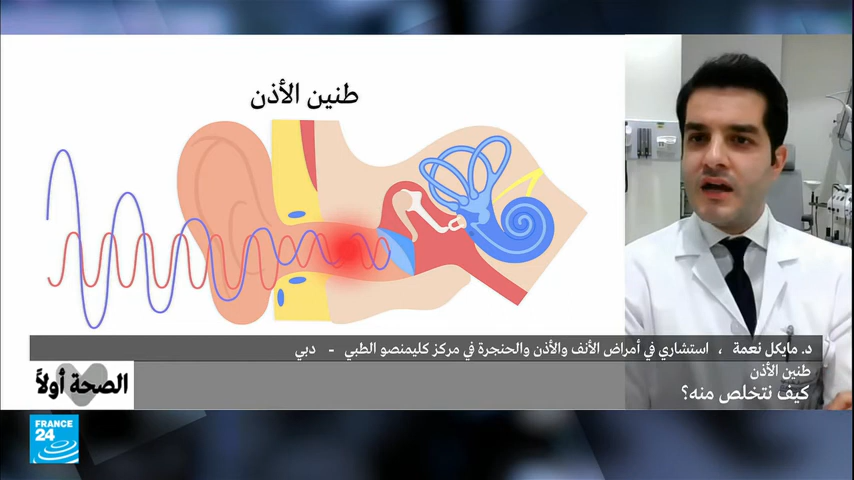 طنين الأذن
د. مايكل نعمة ، استشاري في أمراض الأنف والأذن والحنجرة في مركز كليمنصو الطبي - دبي
طنين الأذن
كيف نتخلص منه؟
الصحة أولاً
FRANCE
24